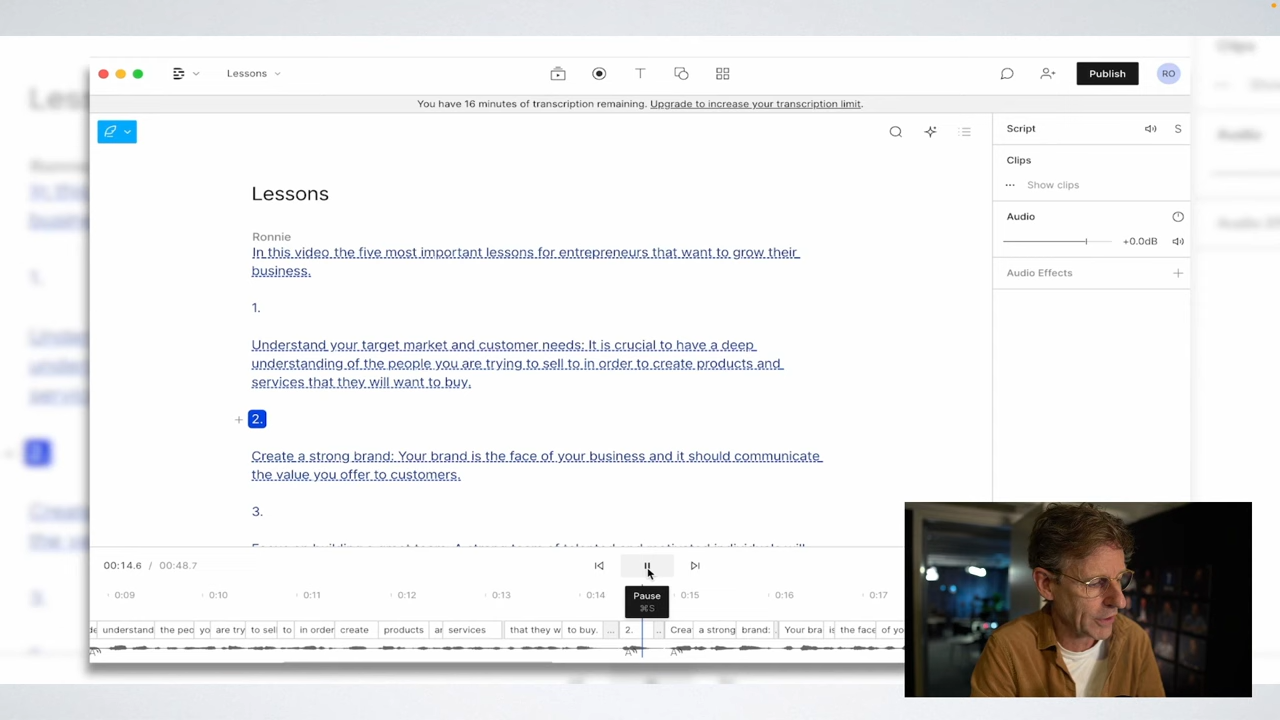 Lessons
Publish
RO
You have 16 minutes of transcription remaining. Upgrade to increase your transcription limit.
Script
S
Clips
Show clips
Lessons
Audio
Ronnie
+0.0dB
In this video the five most important lessons for entrepreneurs that want to grow their
business.
Audio Effects
1.
Understand your target market and customer needs: It is crucial to have a deep
understanding of the people you are trying to sell to in order to create products and
services that they will want to buy.
2.
Create a strong brand: Your brand is the face of your business and it should communicate
the value you offer to customers.
3.
00:14.6 / 00:48.7
0:09 0:10 0:11 0:12 0:13 0:14 0:15 0:16 0:17
Pause
⌘S
understand the peo yo are try to sell to in order create products ar services that they w to buy. ... 2. .. Crea a strong brand: Your bra is the face of yo